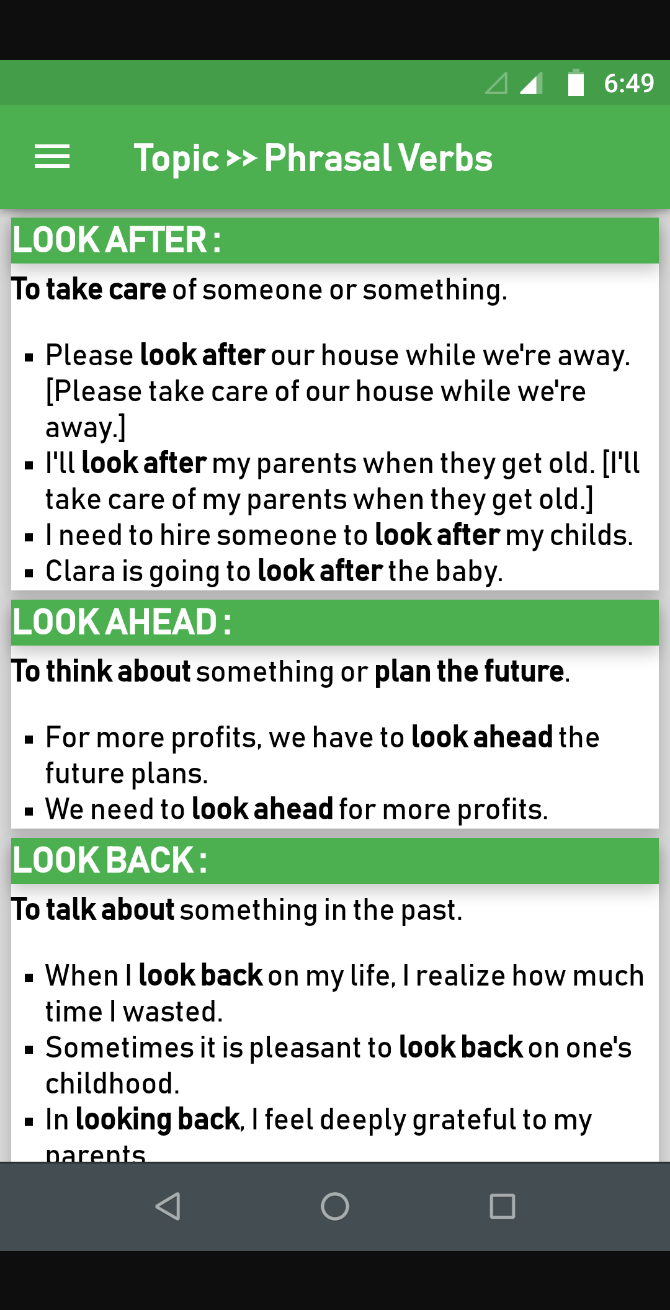 6:49
Topic >> Phrasal Verbs
LOOK AFTER :
To take care of someone or something.
▪ Please look after our house while we're away.
[Please take care of our house while we're
away.]
▪ I'll look after my parents when they get old. [I'll
take care of my parents when they get old.]
▪ I need to hire someone to look after my childs.
▪ Clara is going to look after the baby.
LOOK AHEAD :
To think about something or plan the future.
▪ For more profits, we have to look ahead the
future plans.
▪ We need to look ahead for more profits.
LOOK BACK :
To talk about something in the past.
▪ When I look back on my life, I realize how much
time I wasted.
▪ Sometimes it is pleasant to look back on one's
childhood.
▪ In looking back, I feel deeply grateful to my
parents